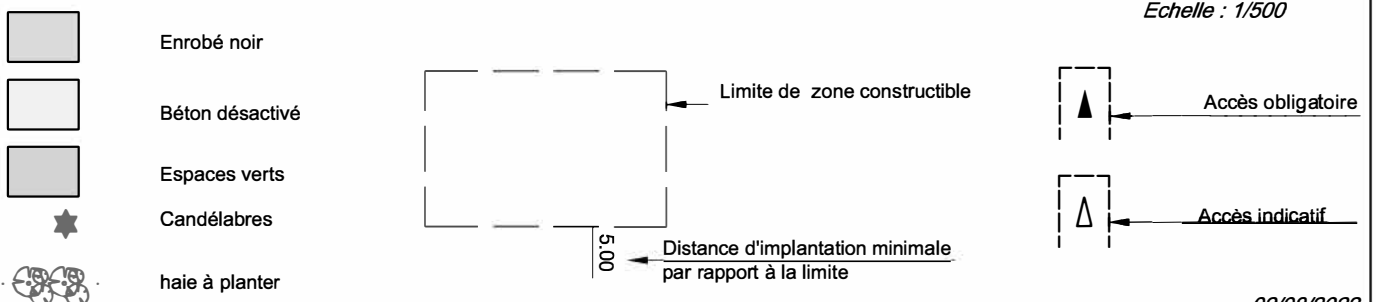 Echelle : 1/500
Enrobé noir
Béton désactivé
Espaces verts
Candélabres
haie à planter
Limite de zone constructible
5.00
Distance d'implantation minimale
par rapport à la limite
Accès obligatoire
Accès indicatif